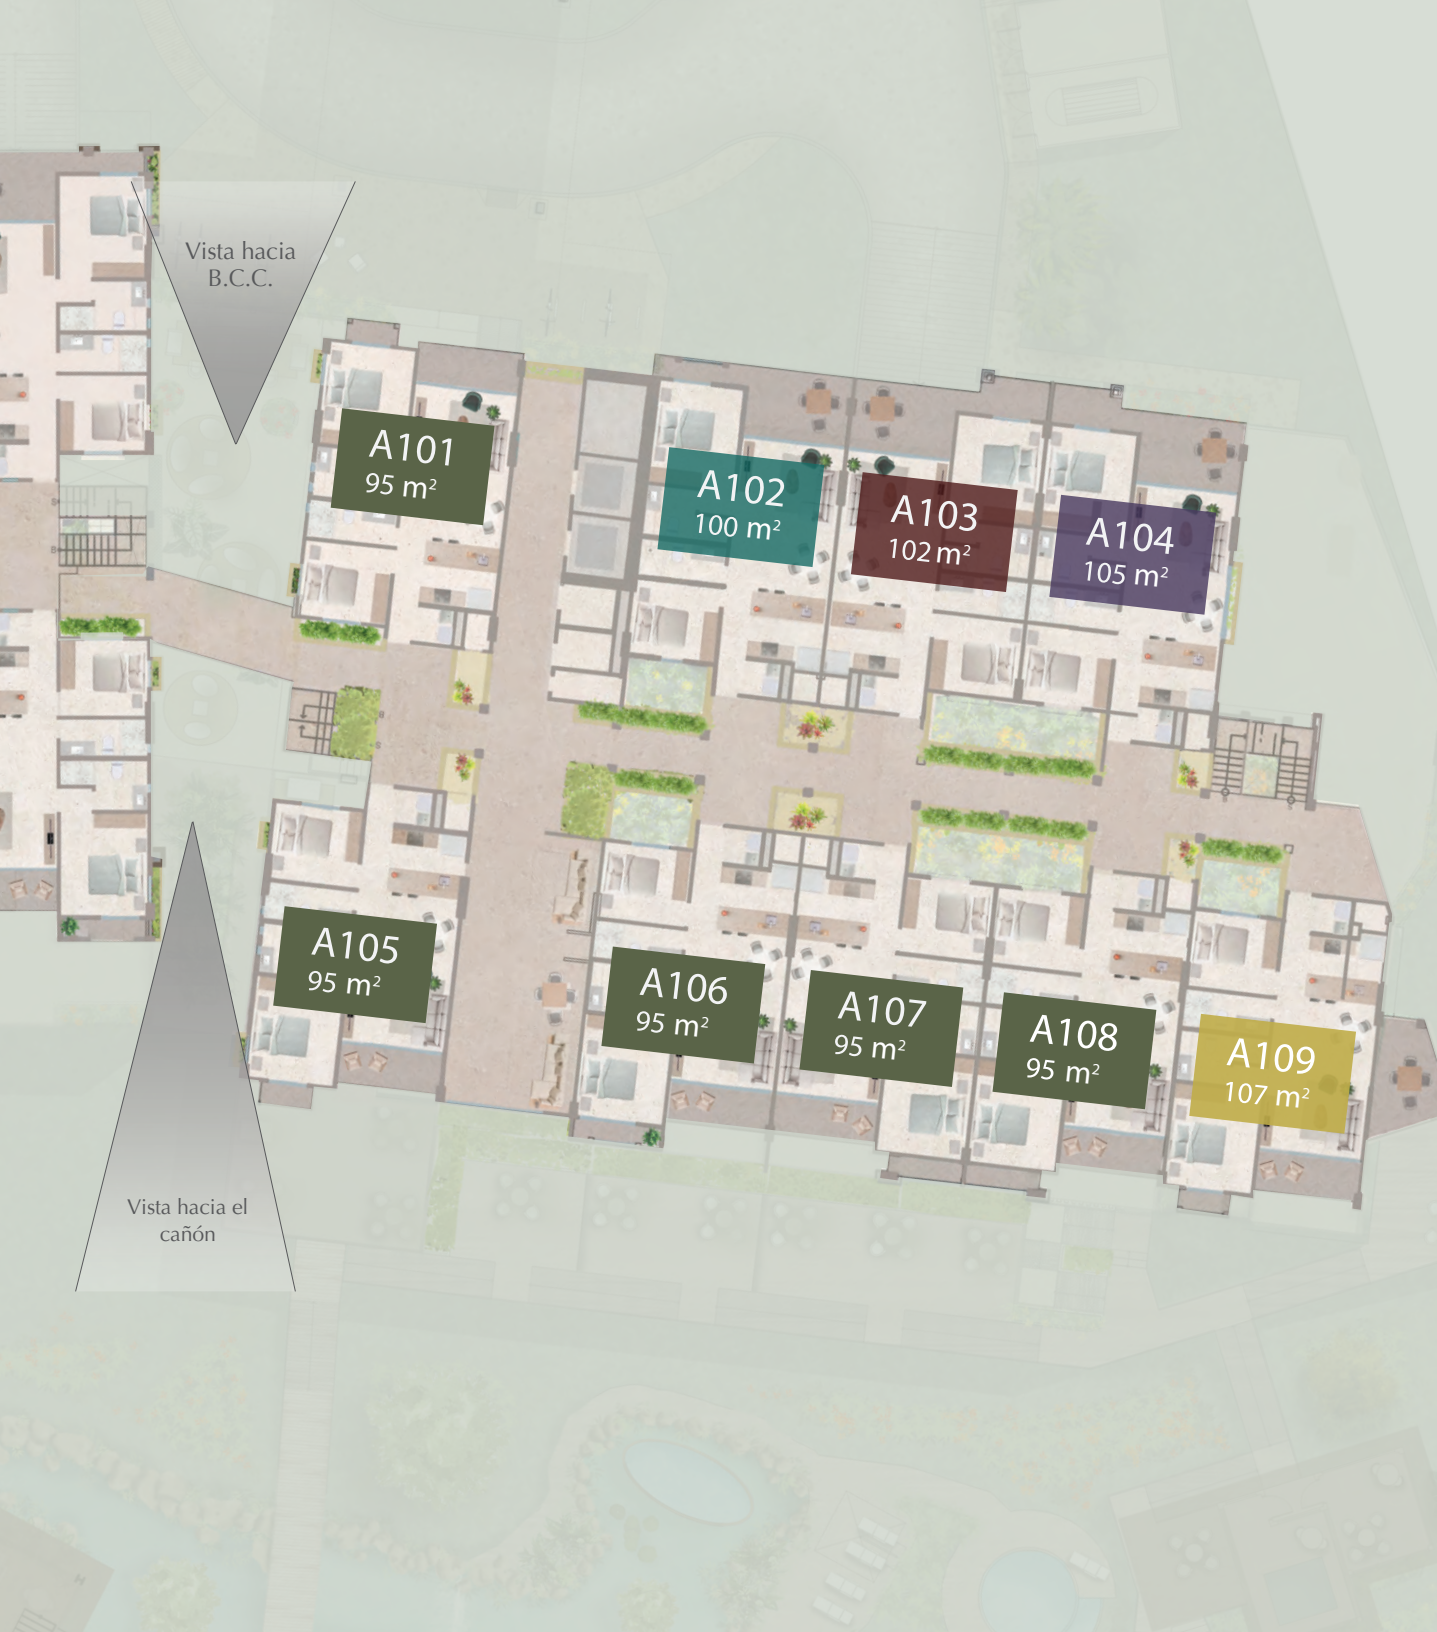 Vista hacia
B.C.C.
A101
95 m²
A102
100 m²
A103
102 m²
A104
105 m²
A105
95 m²
A106
95 m²
A107
95 m²
A108
95 m²
A109
107 m²
Vista hacia el
cañón